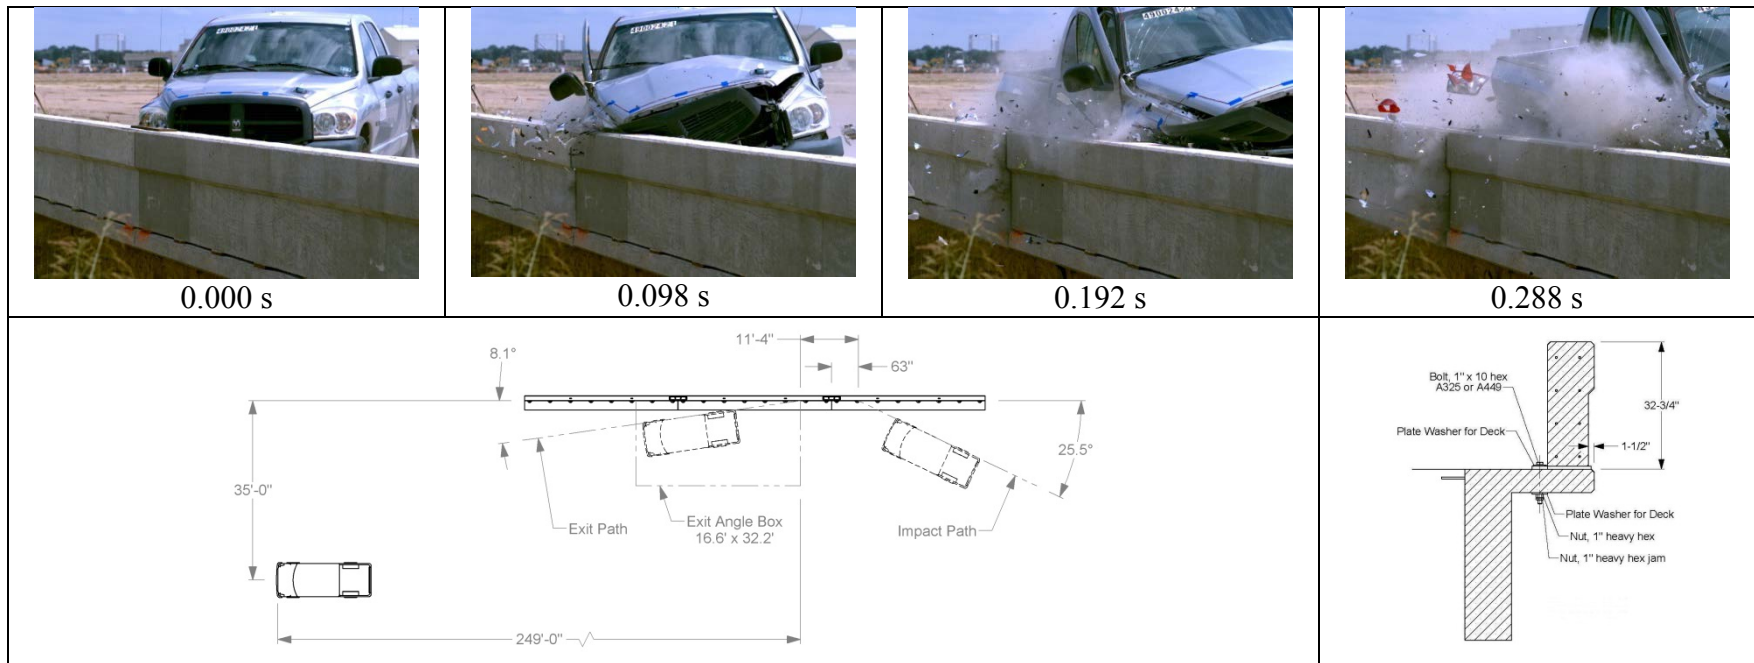 49002421
49002421
49002421
0.000 s
0.098 s
0.192 s
0.288 s
11'-4"
8.1°
63"
35'-0"
25.5°
Exit Path
Exit Angle Box
16.6' x 32.2'
Impact Path
249'-0"
Bolt, 1" x 10 hex
A325 or A449
32-3/4"
Plate Washer for Deck
1-1/2"
Plate Washer for Deck
Nut, 1" heavy hex
Nut, 1" heavy hex jam